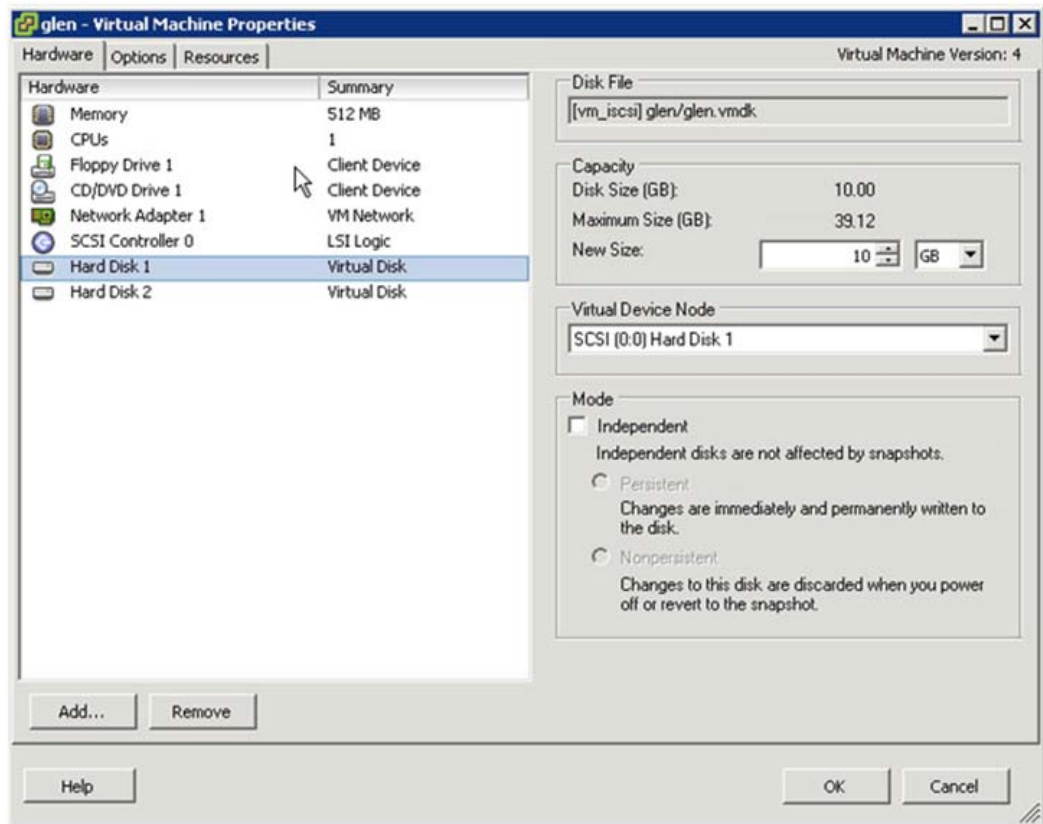 glen - Virtual Machine Properties
Hardware Options Resources
Virtual Machine Version: 4
Hardware Summary
Memory 512 MB
CPUs 1
Floppy Drive 1 Client Device
CD/DVD Drive 1 Client Device
Network Adapter 1 VM Network
SCSI Controller 0 LSI Logic
Hard Disk 1 Virtual Disk
Hard Disk 2 Virtual Disk
Disk File
[vm_iscsi] glen/glen.vmdk
Capacity
Disk Size (GB): 10.00
Maximum Size (GB): 39.12
New Size: 10 GB
Virtual Device Node
SCSI (0:0) Hard Disk 1
Mode
Independent
Independent disks are not affected by snapshots.
Persistent
Changes are immediately and permanently written to
the disk.
Nonpersistent
Changes to this disk are discarded when you power
off or revert to the snapshot.
Add... Remove
Help OK Cancel